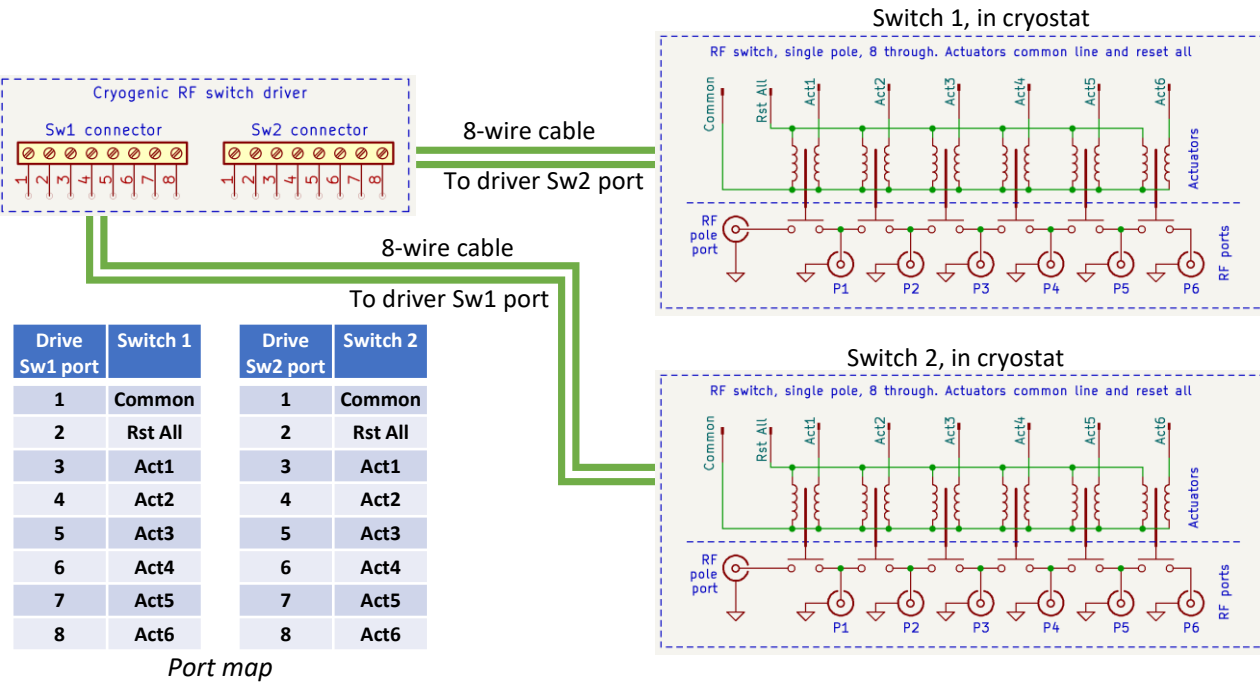 Switch 1, in cryostat
RF switch, single pole, 8 through. Actuators common line and reset all
Common
Rst All
Act1
Act2
Act3
Act4
Act5
Act6
Actuators
RF
pole
port
P1
P2
P3
P4
P5
P6
RF ports
Cryogenic RF switch driver
Sw1 connector
Sw2 connector
1 2 3 4 5 6 7 8
1 2 3 4 5 6 7 8
8-wire cable
To driver Sw2 port
8-wire cable
To driver Sw1 port
Switch 2, in cryostat
RF switch, single pole, 8 through. Actuators common line and reset all
Common
Rst All
Act1
Act2
Act3
Act4
Act5
Act6
Actuators
RF
pole
port
P1
P2
P3
P4
P5
P6
RF ports
Drive
Sw1 port
Switch 1
1 Common
2 Rst All
3 Act1
4 Act2
5 Act3
6 Act4
7 Act5
8 Act6
Drive
Sw2 port
Switch 2
1 Common
2 Rst All
3 Act1
4 Act2
5 Act3
6 Act4
7 Act5
8 Act6
Port map